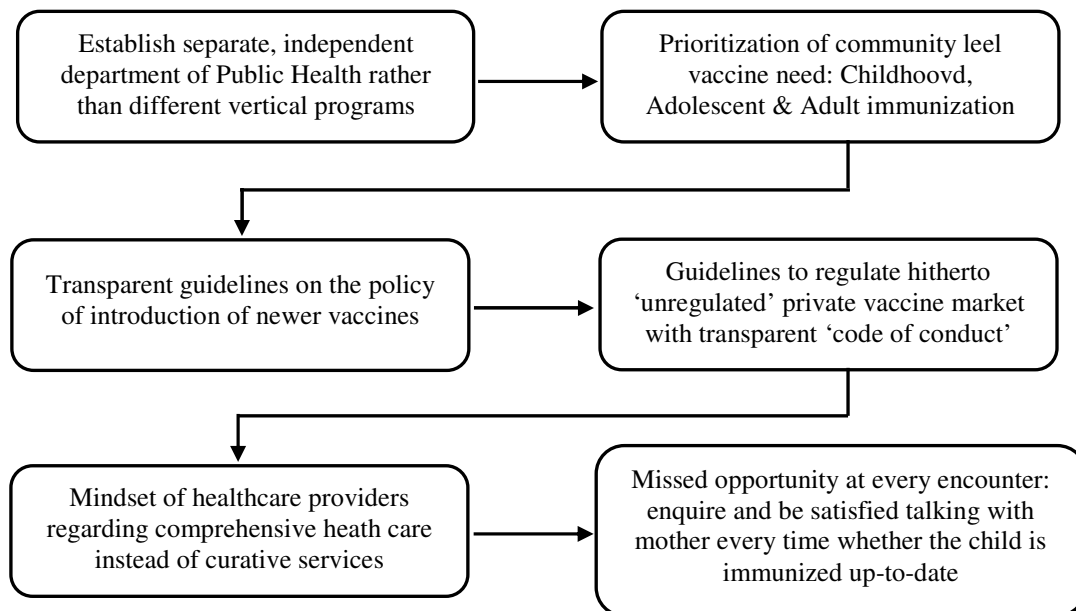 Establish separate, independent
department of Public Health rather
than different vertical programs
Prioritization of community leel
vaccine need: Childhoovd,
Adolescent & Adult immunization
Transparent guidelines on the policy
of introduction of newer vaccines
Guidelines to regulate hitherto
‘unregulated’ private vaccine market
with transparent ‘code of conduct’
Mindset of healthcare providers
regarding comprehensive heath care
instead of curative services
Missed opportunity at every encounter:
enquire and be satisfied talking with
mother every time whether the child is
immunized up-to-date